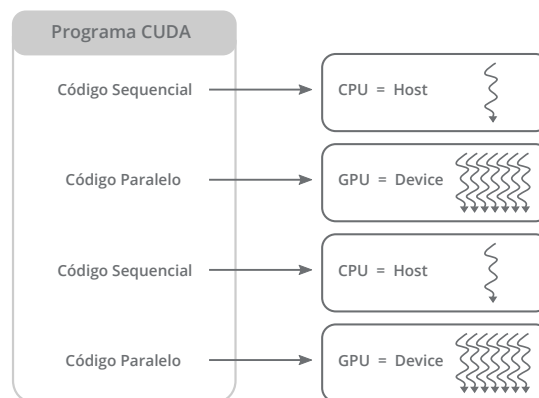 Programa CUDA
Código Sequencial
CPU = Host
Código Paralelo
GPU = Device
Código Sequencial
CPU = Host
Código Paralelo
GPU = Device